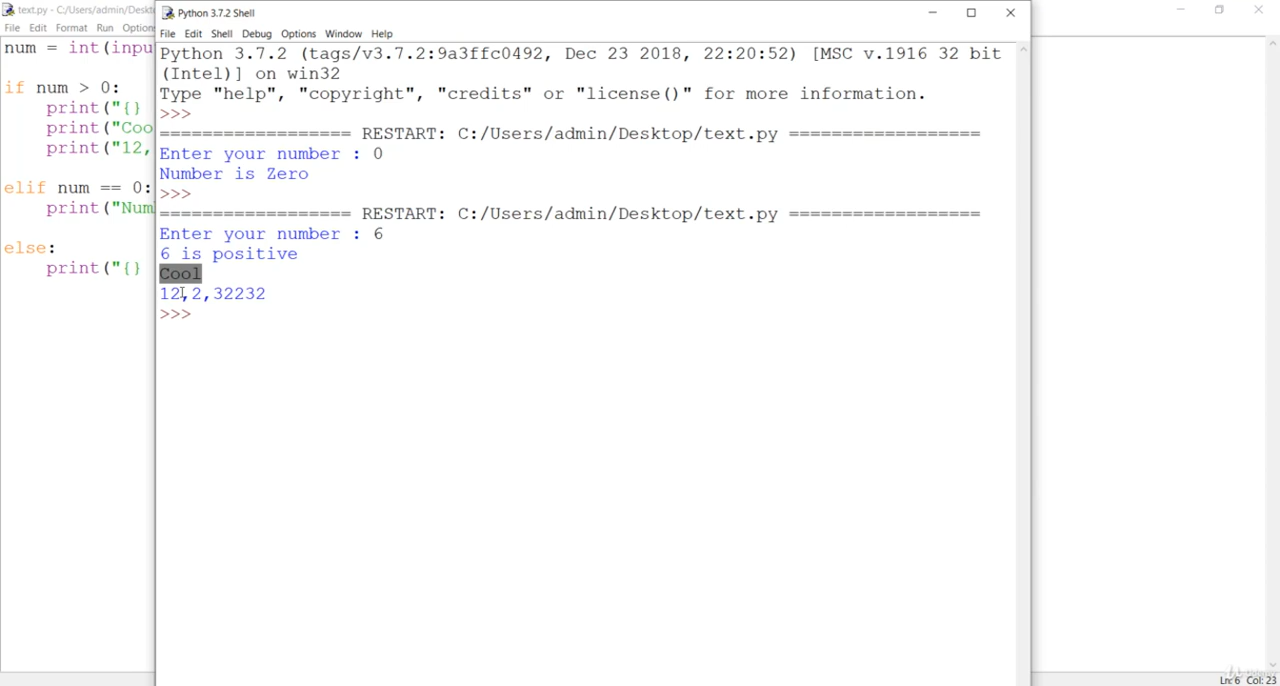 text.py - C:/Users/admin/Deskto
File Edit Format Run Option
num = int(inpu
if num > 0:
print("{}
print("Coo
print("12,
elif num == 0:
print("Num
else:
print("{}
Python 3.7.2 Shell
File Edit Shell Debug Options Window Help
Python 3.7.2 (tags/v3.7.2:9a3ffc0492, Dec 23 2018, 22:20:52) [MSC v.1916 32 bit
(Intel)] on win32
Type "help", "copyright", "credits" or "license()" for more information.
>>>
================== RESTART: C:/Users/admin/Desktop/text.py ==================
Enter your number : 0
Number is Zero
>>>
================== RESTART: C:/Users/admin/Desktop/text.py ==================
Enter your number : 6
6 is positive
Cool
12,2,32232
>>>
Ln: 6 Col: 23